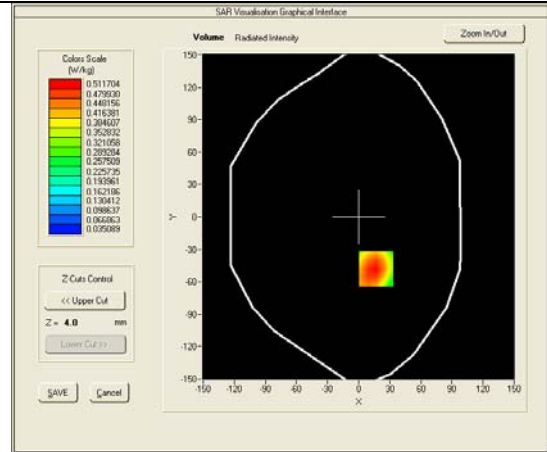 SAR Visualisation Graphical Interface
Volume Radiated Intensity
Zoom In/Out
Colors Scale
(W/kg)
0.511704
0.479930
0.448156
0.416381
0.384607
0.352832
0.321058
0.289284
0.257509
0.225735
0.193961
0.162186
0.130412
0.098637
0.066863
0.035089
Z Cuts Control
<< Upper Cut
Z = 4.0 mm
Lower Cut >>
SAVE Cancel
150-
120-
90-
60-
30-
0-
-30-
-60-
-90-
-120-
-150-
Y
-150 -120 -90 -60 -30 0 30 60 90 120 150
X